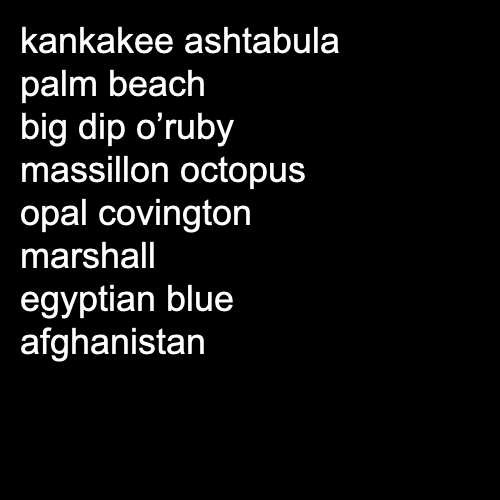 kankakee ashtabula
palm beach
big dip o’ruby
massillon octopus
opal covington
marshall
egyptian blue
afghanistan